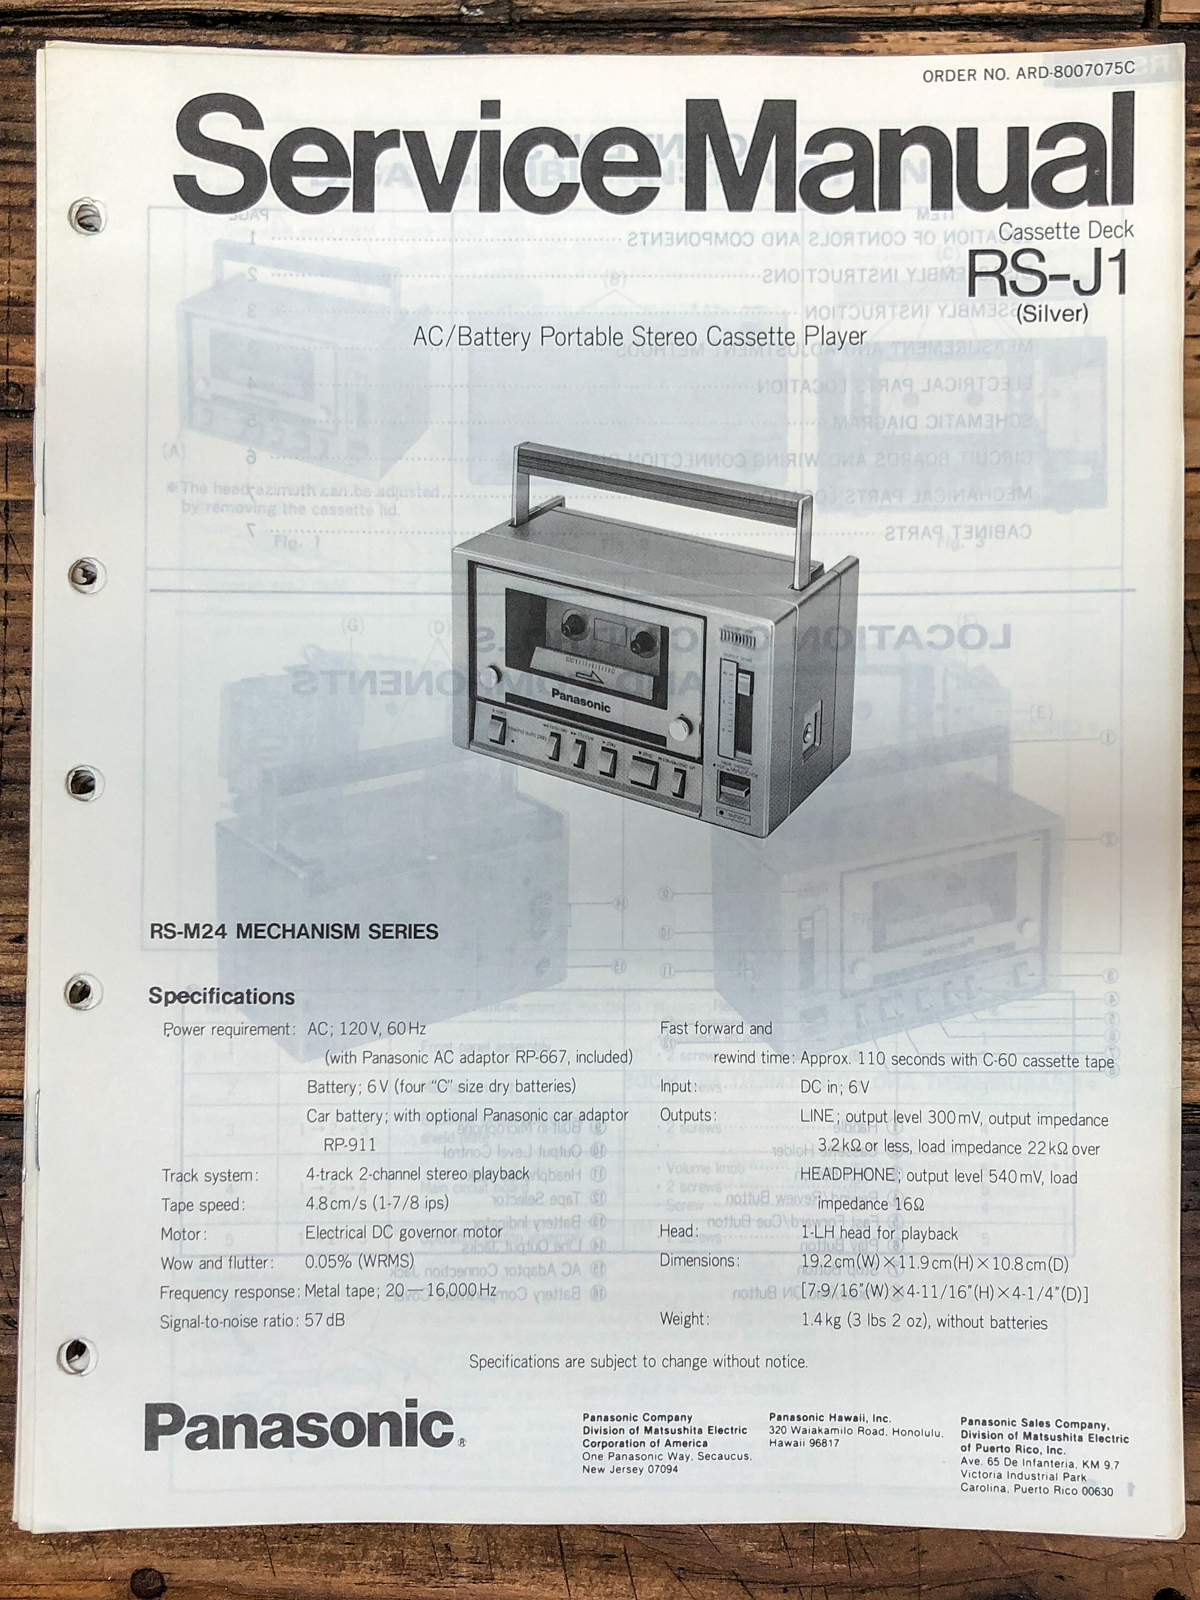 ORDER NO. ARD-8007075C
Service Manual
Cassette Deck
RS-J1
(Silver)
AC/Battery Portable Stereo Cassette Player
Panasonic
RS-M24 MECHANISM SERIES
Specifications
Power requirement: AC; 120V, 60Hz
(with Panasonic AC adaptor RP-667, included)
Battery; 6V (four "C" size dry batteries)
Car battery; with optional Panasonic car adaptor
RP-911
Track system: 4-track 2-channel stereo playback
Tape speed: 4.8cm/s (1-7/8 ips)
Motor: Electrical DC governor motor
Wow and flutter: 0.05% (WRMS)
Frequency response: Metal tape; 20—16,000Hz
Signal-to-noise ratio: 57dB
Fast forward and
rewind time: Approx. 110 seconds with C-60 cassette tape
Input: DC in; 6V
Outputs: LINE; output level 300mV, output impedance
3.2kΩ or less, load impedance 22kΩ over
HEADPHONE; output level 540mV, load
impedance 16Ω
Head: 1-LH head for playback
Dimensions: 19.2cm(W)×11.9cm(H)×10.8cm(D)
[7-9/16"(W)×4-11/16"(H)×4-1/4"(D)]
Weight: 1.4kg (3 lbs 2 oz), without batteries
Specifications are subject to change without notice.
Panasonic®
Panasonic Company
Division of Matsushita Electric
Corporation of America
One Panasonic Way, Secaucus,
New Jersey 07094
Panasonic Hawaii, Inc.
320 Waiakamilo Road, Honolulu,
Hawaii 96817
Panasonic Sales Company,
Division of Matsushita Electric
of Puerto Rico, Inc.
Ave. 65 De Infanteria, KM 9.7
Victoria Industrial Park
Carolina, Puerto Rico 00630